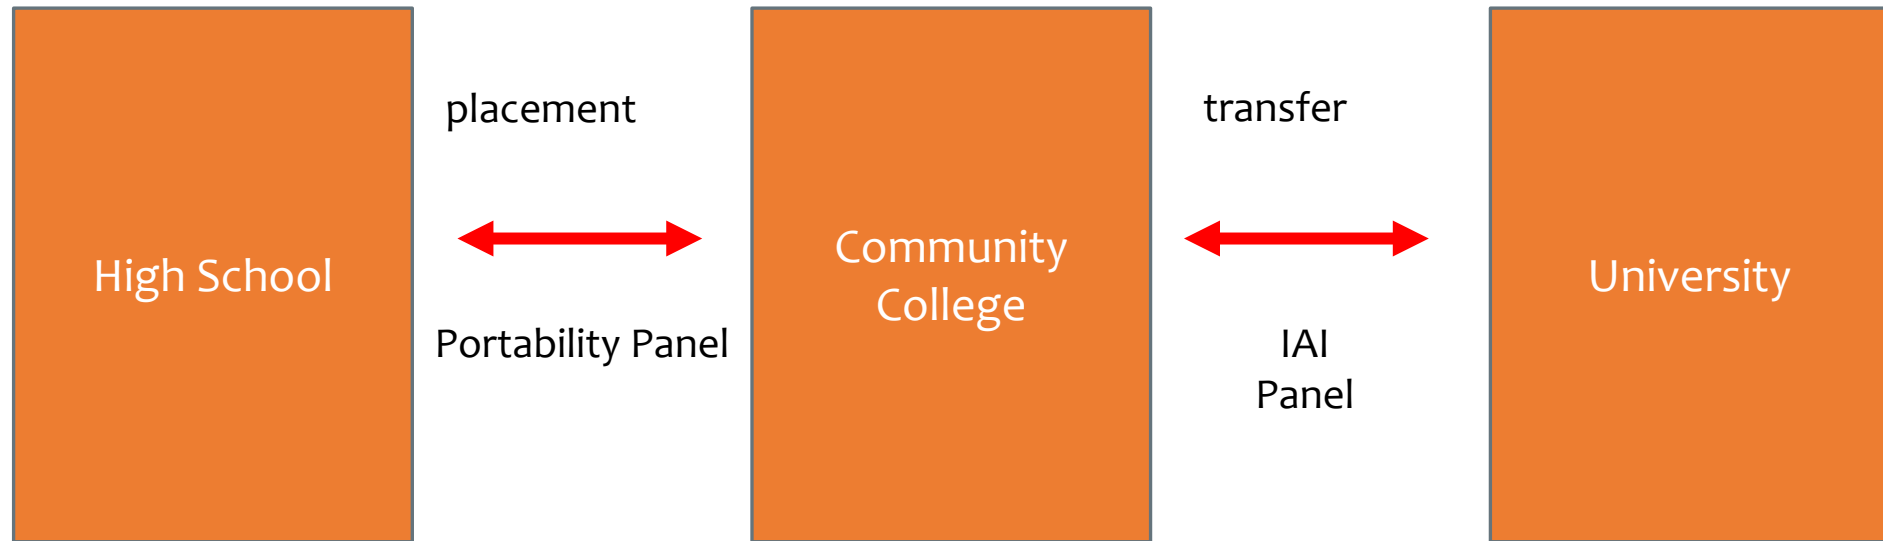 High School
placement
Portability Panel
Community
College
transfer
IAI
Panel
University